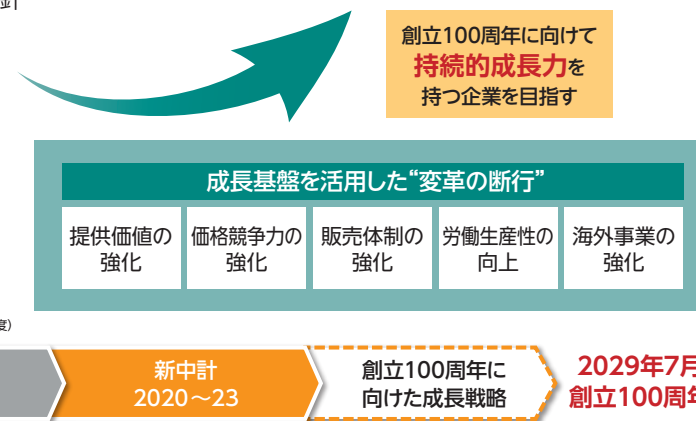 創立100周年に向けて
持続的成長力を
持つ企業を目指す
成長基盤を活用した“変革の断行”
提供価値の
強化
価格競争力の
強化
販売体制の
強化
労働生産性の
向上
海外事業の
強化
度）
新中計
2020～23
創立100周年に
向けた成長戦略
2029年7月
創立100周年